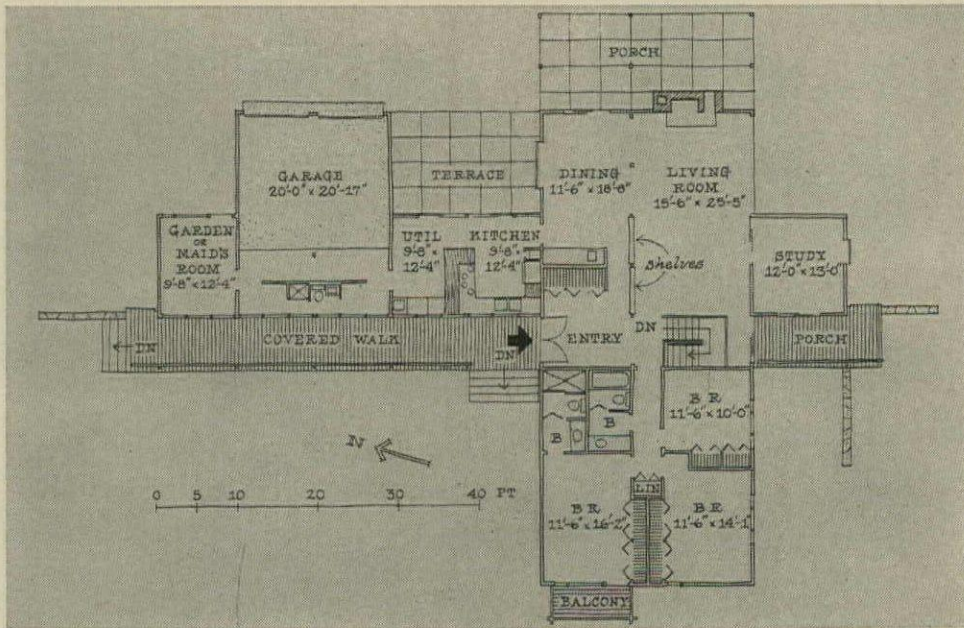 PORCH
GARAGE
20'-0" x 20'-17"
TERRACE
DINING
11'-6" x 18'-8"
LIVING
ROOM
15'-6" x 25'-5"
GARDEN
or
MAID'S
ROOM
9'-8" x 12'-4"
UTIL
9'-8" x
12'-4"
KITCHEN
9'-8" x
12'-4"
shelves
STUDY
12'-0" x 13'-0"
DN
COVERED WALK
DN
ENTRY
DN
PORCH
B
B
BR
11'-6" x 10'-0"
N
0 5 10 20 30 40 FT
LIN
BR
11'-6" x 16'-2"
BR
11'-6" x 14'-1"
BALCONY